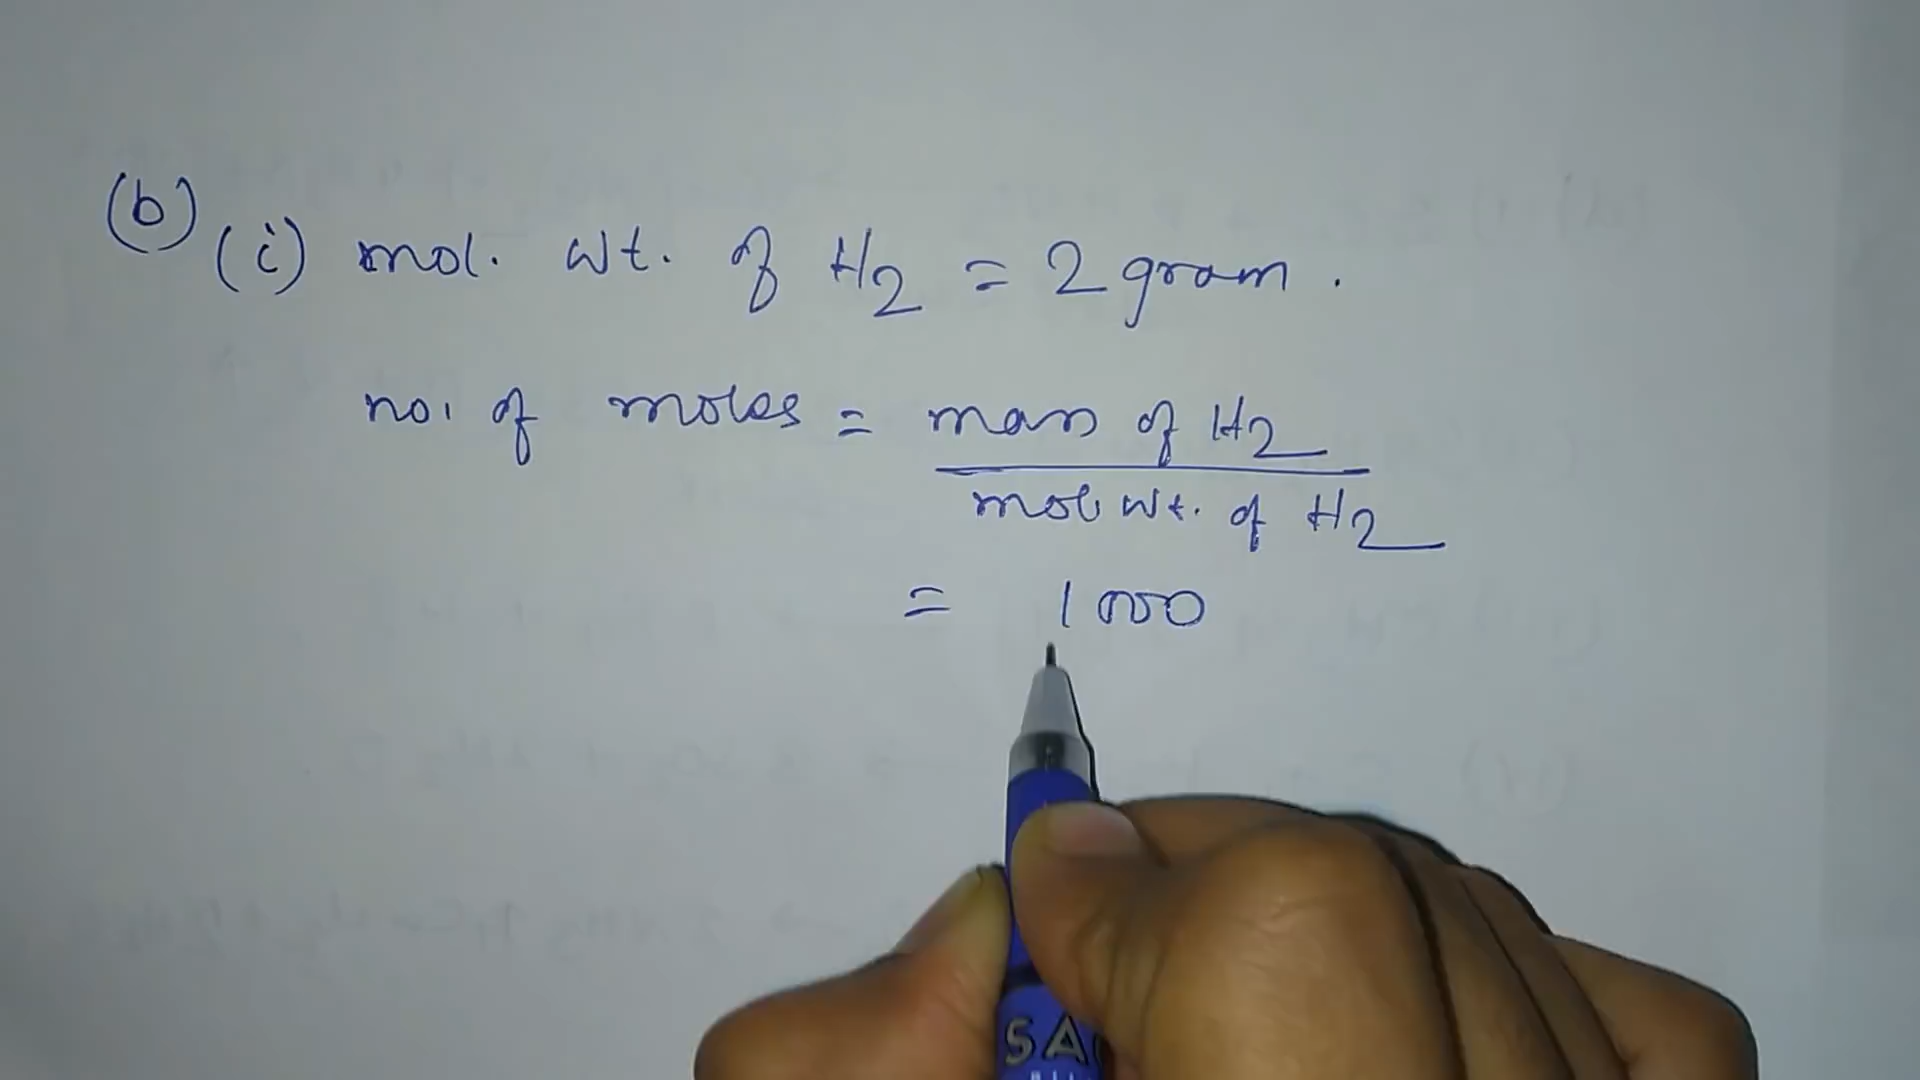 (b) (i) mol. wt. of H2 = 2 gram.
no. of moles = mass of H2
mol. wt. of H2
= 1000
SA